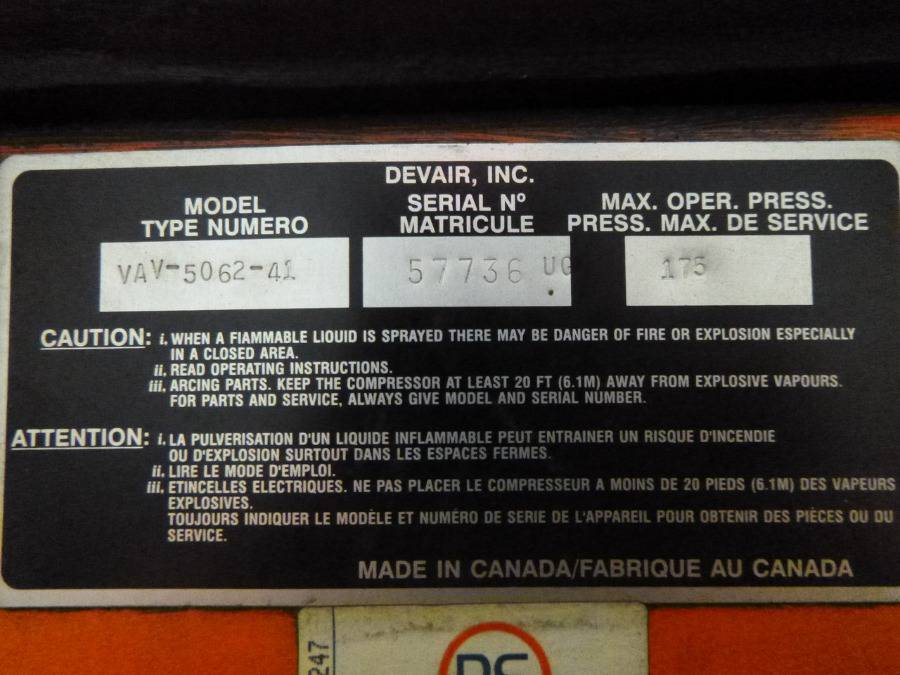 DEVAIR, INC.
MODEL
TYPE NUMERO
SERIAL Nº
MATRICULE
MAX. OPER. PRESS.
PRESS. MAX. DE SERVICE
VAV-5062-41
57736 UG
175
CAUTION: i. WHEN A FIAMMABLE LIOUID IS SPRAYED THERE MAY BE DANGER OF FIRE OR EXPLOSION ESPECIALLY
IN A CLOSED AREA.
ii. READ OPERATING INSTRUCTIONS.
iii. ARCING PARTS. KEEP THE COMPRESSOR AT LEAST 20 FT (6.1M) AWAY FROM EXPLOSIVE VAPOURS.
FOR PARTS AND SERVICE, ALWAYS GIVE MODEL AND SERIAL NUMBER.
ATTENTION: i. LA PULVERISATION D'UN LIQUIDE INFLAMMABLE PEUT ENTRAINER UN RISQUE D'INCENDIE
OU D'EXPLOSION SURTOUT DANS LES ESPACES FERMES.
ii. LIRE LE MODE D'EMPLOI.
iii. ETINCELLES ELECTRIQUES. NE PAS PLACER LE COMPRESSEUR A MOINS DE 20 PIEDS (6.1M) DES VAPEURS
EXPLOSIVES.
TOUJOURS INDIQUER LE MODÈLE ET NUMÉRO DE SERIE DE L'APPAREIL POUR OBTENIR DES PIÈCES OU DU
SERVICE.
MADE IN CANADA/FABRIQUE AU CANADA
247